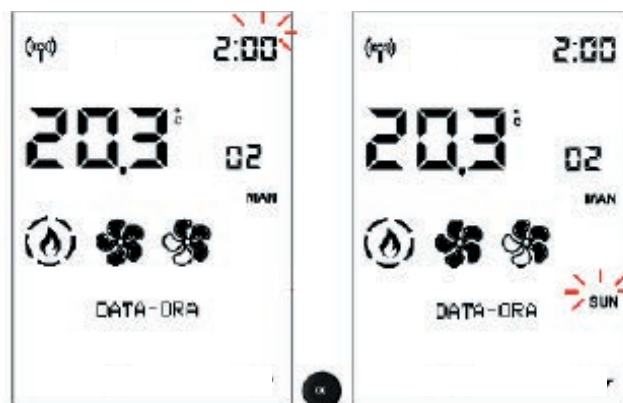 2:00
20.3 °C
02
MAN
DATA-ORA
OK
2:00
20.3 °C
02
MAN
SUN
DATA-ORA